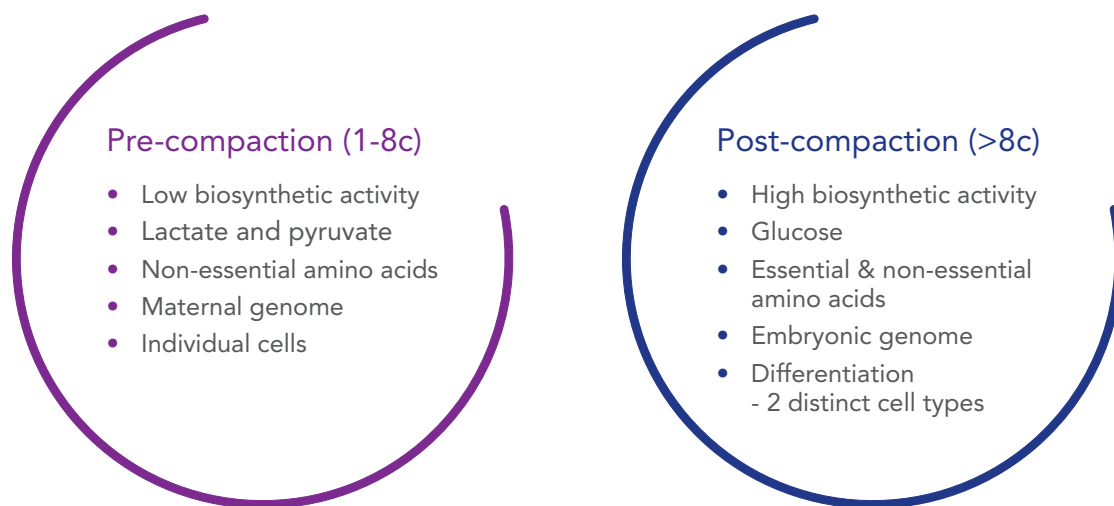 Pre-compaction (1-8c)
• Low biosynthetic activity
• Lactate and pyruvate
• Non-essential amino acids
• Maternal genome
• Individual cells
Post-compaction (>8c)
• High biosynthetic activity
• Glucose
• Essential & non-essential
amino acids
• Embryonic genome
• Differentiation
- 2 distinct cell types